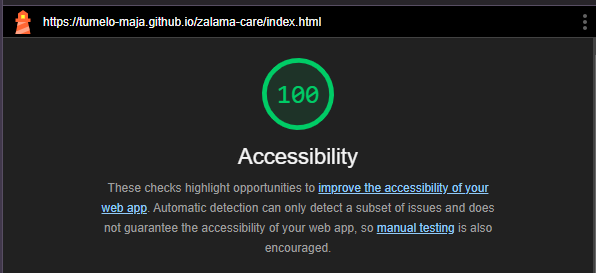 https://tumelo-maja.github.io/zalama-care/index.html
100
Accessibility
These checks highlight opportunities to improve the accessibility of your
web app. Automatic detection can only detect a subset of issues and does
not guarantee the accessibility of your web app, so manual testing is also
encouraged.